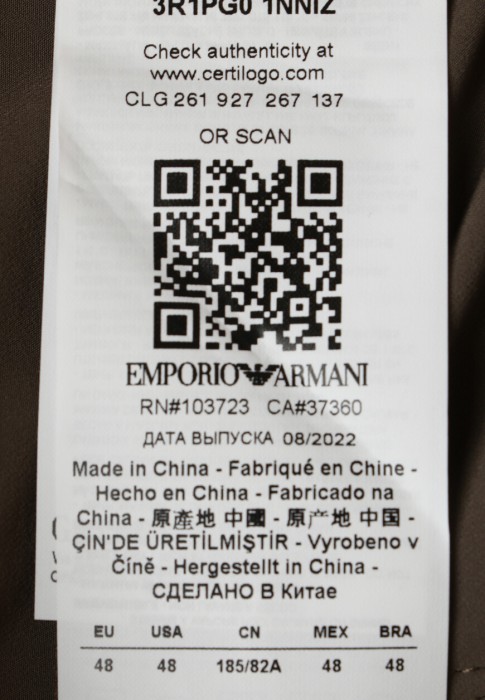 3R1PG0 1NNIZ
Check authenticity at
www.certilogo.com
CLG 261 927 267 137
OR SCAN
EMPORIO ARMANI
RN#103723 CA#37360
ДАТА ВЫПУСКА 08/2022
Made in China - Fabriqué en Chine -
Hecho en China - Fabricado na
China - 原產地 中國 - 原产地 中国 -
ÇİN'DE ÜRETİLMİŞTİR - Vyrobeno v
Číně - Hergestellt in China -
СДЕЛАНО В Китае
EU USA CN MEX BRA
48 48 185/82A 48 48